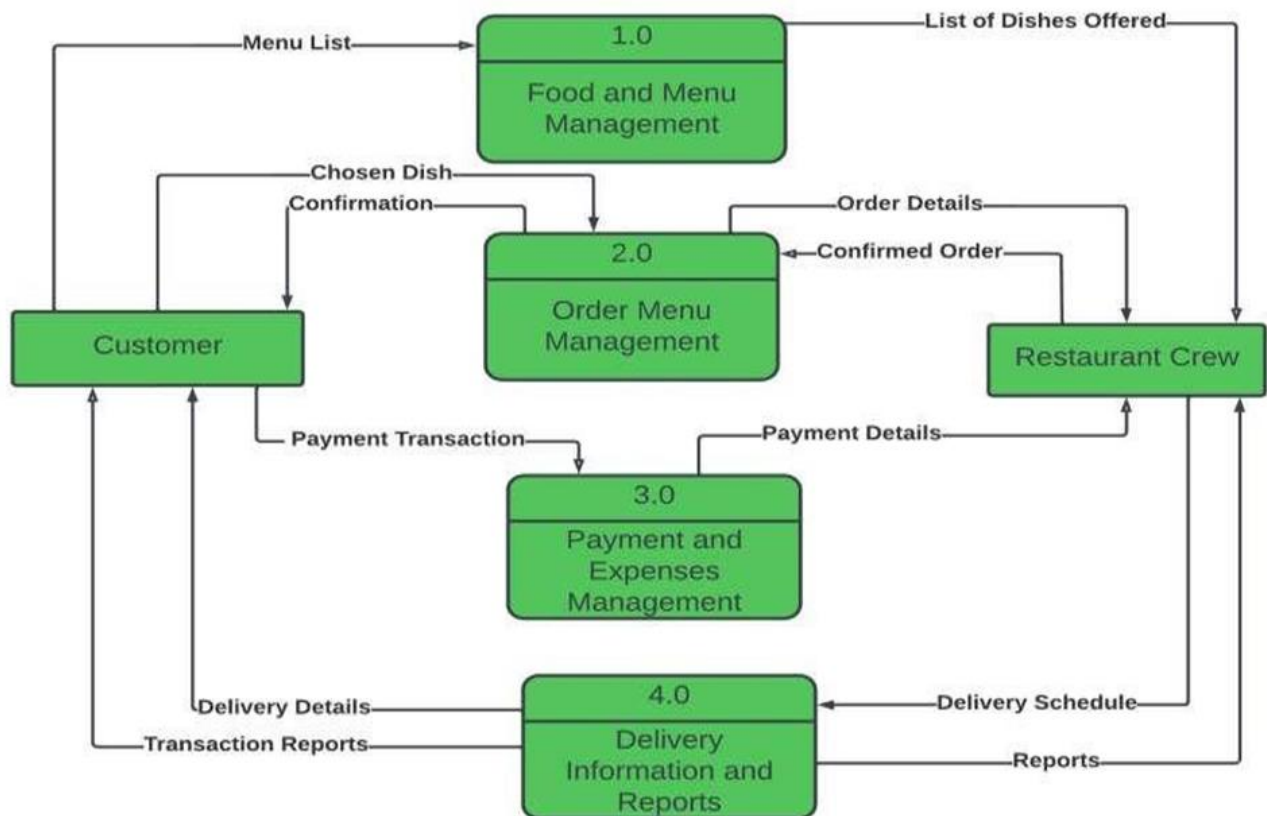 List of Dishes Offered
1.0
Menu List
Food and Menu
Management
Chosen Dish
Confirmation
Order Details
2.0
Confirmed Order
Order Menu
Management
Customer
Restaurant Crew
Payment Transaction
Payment Details
3.0
Payment and
Expenses
Management
4.0
Delivery Details
Delivery Schedule
Transaction Reports
Delivery
Information and
Reports
Reports